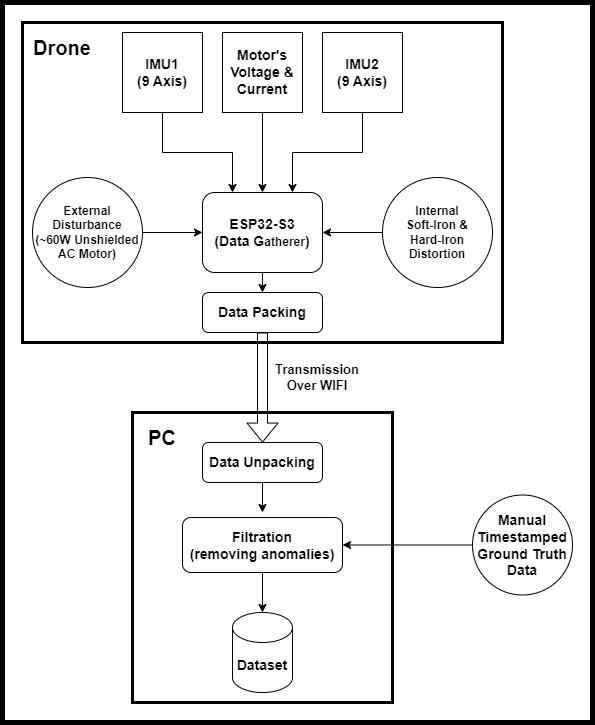 Drone
IMU1
(9 Axis)
Motor's
Voltage &
Current
IMU2
(9 Axis)
External
Disturbance
(~60W Unshielded
AC Motor)
ESP32-S3
(Data Gatherer)
Internal
Soft-Iron &
Hard-Iron
Distortion
Data Packing
Transmission
Over WIFI
PC
Data Unpacking
Filtration
(removing anomalies)
Manual
Timestamped
Ground Truth
Data
Dataset